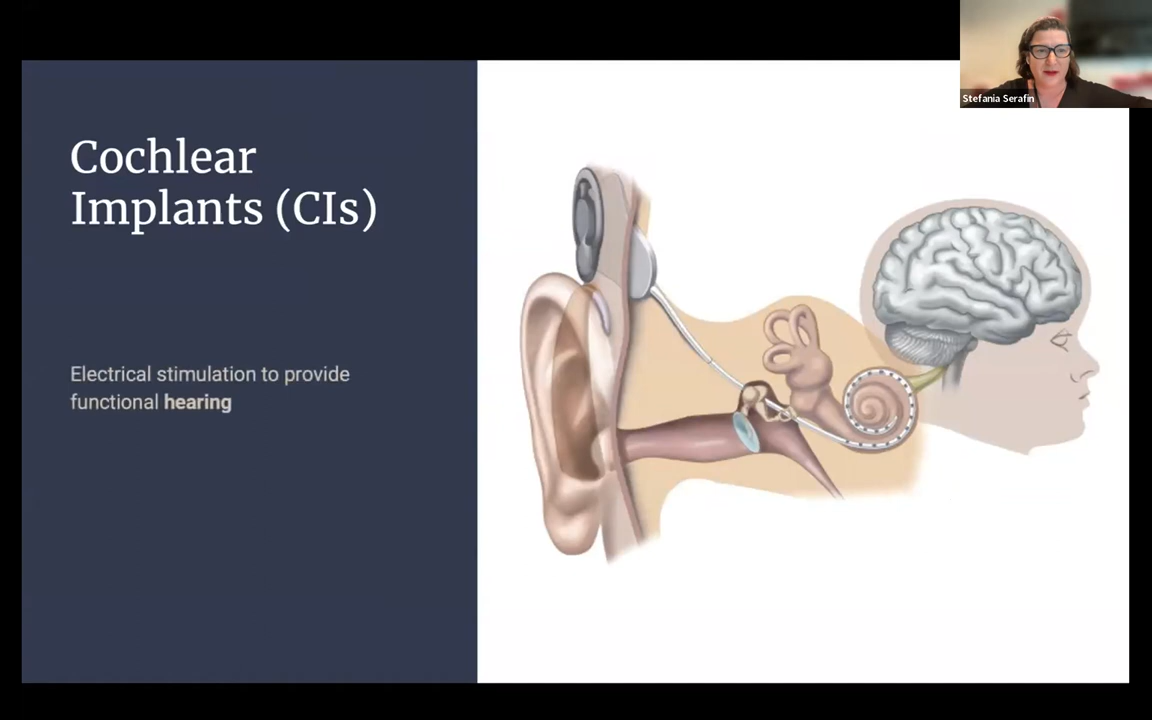 Cochlear
Implants (CIs)
Electrical stimulation to provide
functional hearing
Stefania Serafin